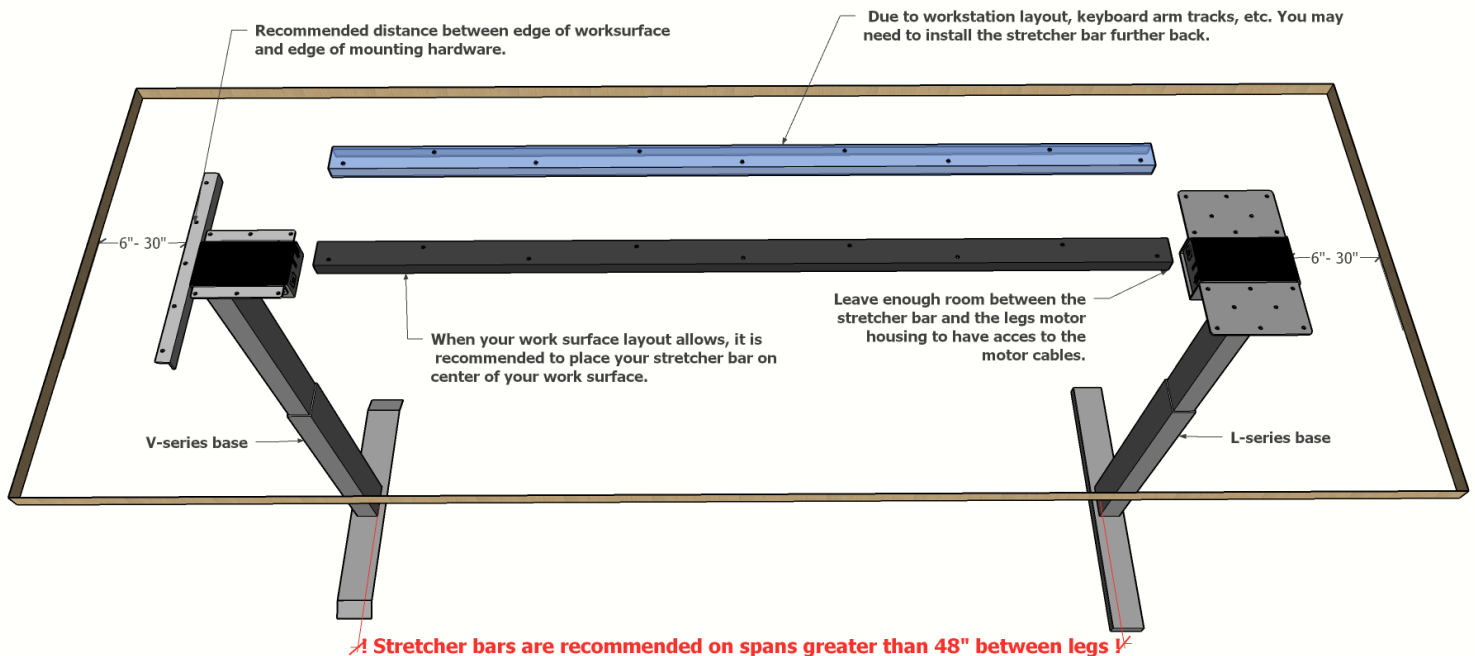 Recommended distance between edge of worksurface
and edge of mounting hardware.
Due to workstation layout, keyboard arm tracks, etc. You may
need to install the stretcher bar further back.
6"- 30"
6"- 30"
Leave enough room between the
stretcher bar and the legs motor
housing to have acces to the
motor cables.
When your work surface layout allows, it is
recommended to place your stretcher bar on
center of your work surface.
V-series base
L-series base
! Stretcher bars are recommended on spans greater than 48" between legs !